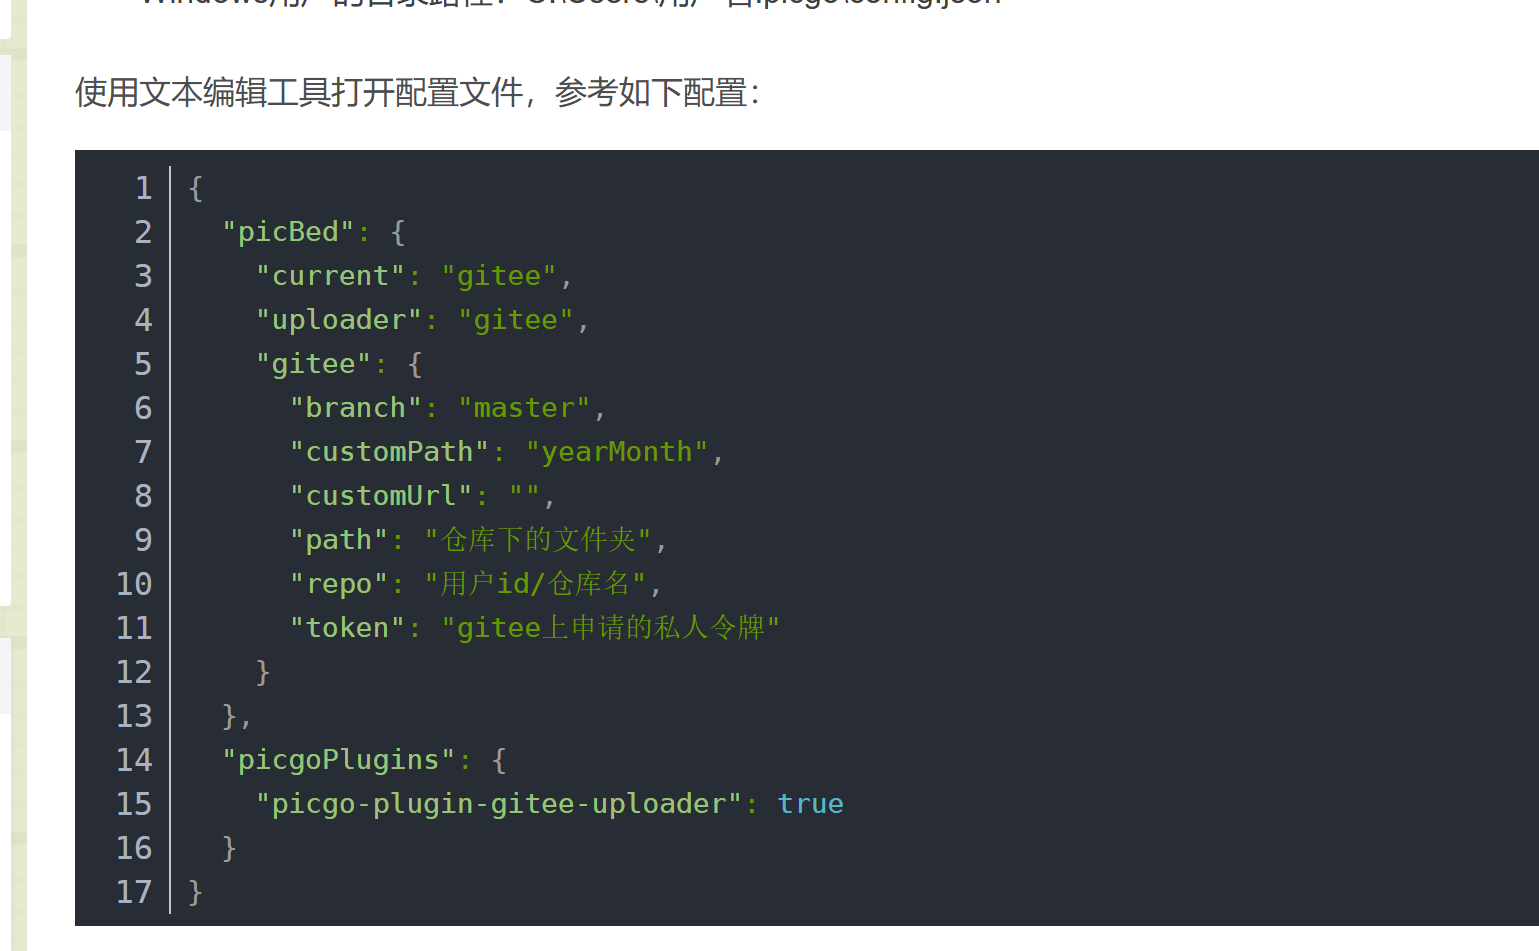 使用文本编辑工具打开配置文件，参考如下配置：
1 {
2   "picBed": {
3     "current": "gitee",
4     "uploader": "gitee",
5     "gitee": {
6       "branch": "master",
7       "customPath": "yearMonth",
8       "customUrl": "",
9       "path": "仓库下的文件夹",
10       "repo": "用户id/仓库名",
11       "token": "gitee上申请的私人令牌"
12     }
13   },
14   "picgoPlugins": {
15     "picgo-plugin-gitee-uploader": true
16   }
17 }